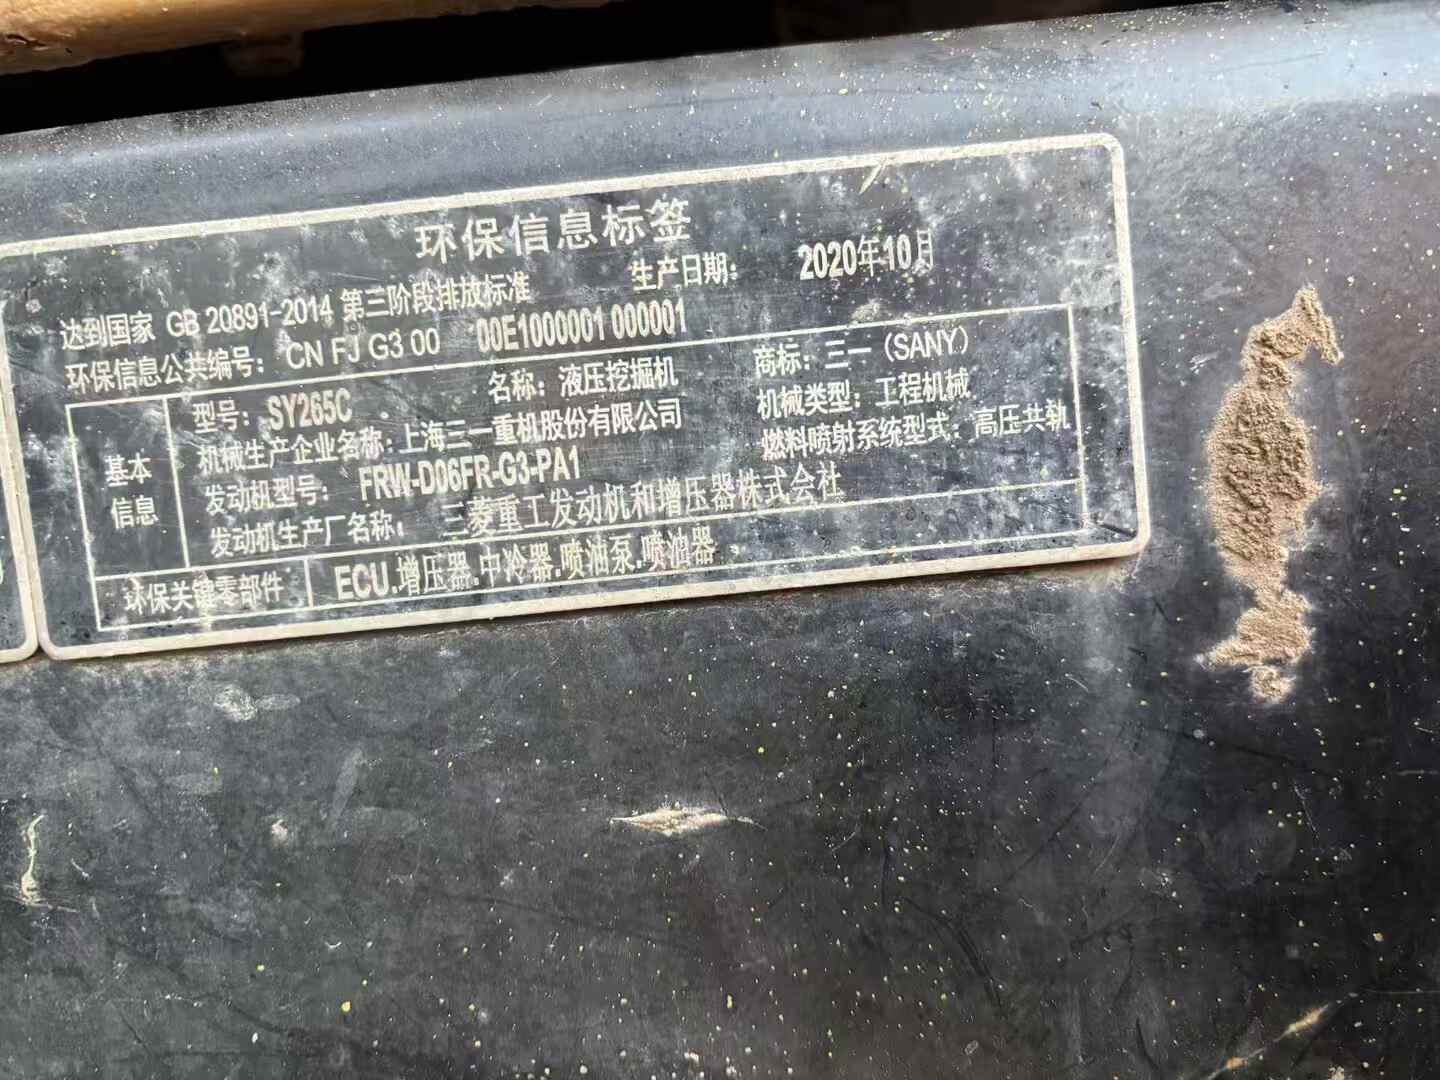 环保信息标签
达到国家 GB 20891-2014 第三阶段排放标准 生产日期： 2020年10月
环保信息公共编号： CN FJ G3 00 00E1000001 000001
基本信息
型号： SY265C 名称：液压挖掘机 商标：三一（SANY）
机械生产企业名称：上海三一重机股份有限公司 机械类型：工程机械
发动机型号： FRW-D06FR-G3-PA1 燃料喷射系统型式：高压共轨
发动机生产厂名称： 三菱重工发动机和增压器株式会社
环保关键零部件 ECU.增压器.中冷器.喷油泵.喷油器